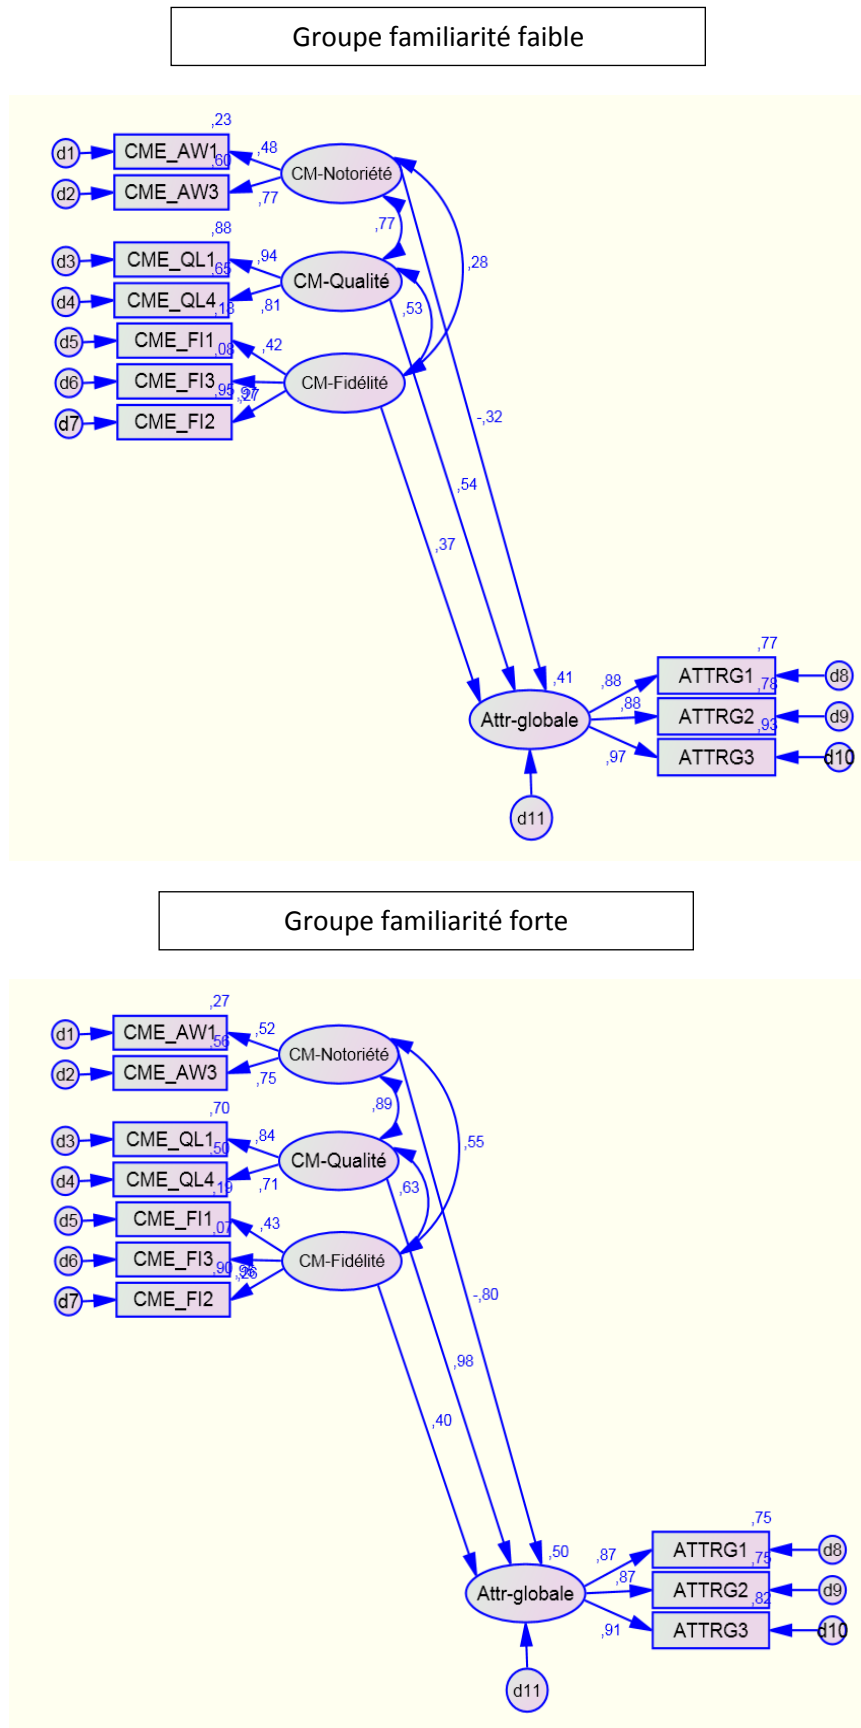 Groupe familiarité faible
,23
d1 CME_AW1 ,48 CM-Notoriété
,60
d2 CME_AW3 ,77
,77
,88
d3 CME_QL1 ,94 CM-Qualité ,28
,65
d4 CME_QL4 ,81 ,53
,18
d5 CME_FI1 ,42
,08
d6 CME_FI3 CM-Fidélité
,95 ,27
d7 CME_FI2
-,32
,54
,37
,77
,41 ,88 ATTRG1 d8
,78
Attr-globale ,88 ATTRG2 d9
,93
,97 ATTRG3 d10
d11
Groupe familiarité forte
,27
d1 CME_AW1 ,52 CM-Notoriété
,56
d2 CME_AW3 ,75
,89
,70
d3 CME_QL1 ,84 CM-Qualité ,55
,50
d4 CME_QL4 ,71 ,63
,19
d5 CME_FI1 ,43
,07
d6 CME_FI3 CM-Fidélité
,90 ,26
d7 CME_FI2
-,80
,98
,40
,75
,50 ,87 ATTRG1 d8
,75
Attr-globale ,87 ATTRG2 d9
,82
,91 ATTRG3 d10
d11